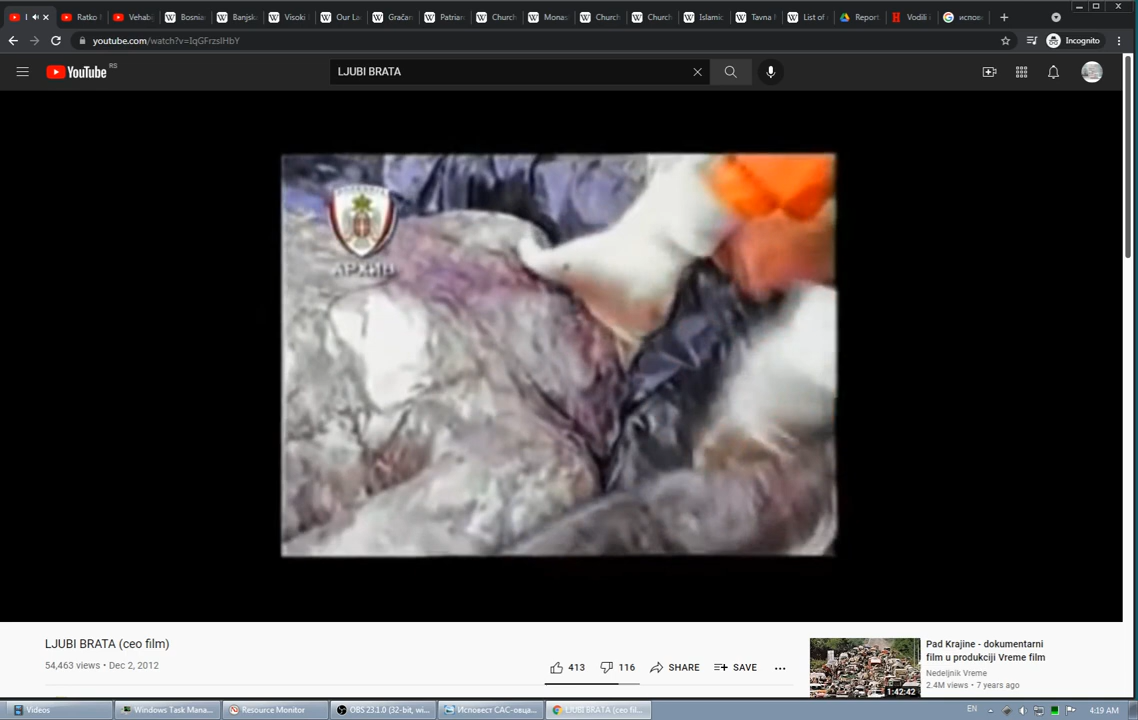 I
Ratko
Vehab
Bosnian
Banjska
Visoki
Our La
Gračan
Patriar
Church
Monas
Church
Church
Islamic
Tavna
List of
Report
Vodili
испов
youtube.com/watch?v=IqGFrzsIHbY
Incognito
YouTube RS
LJUBI BRATA
АРХИВ
LJUBI BRATA (ceo film)
54,463 views • Dec 2, 2012
413
116
SHARE
SAVE
Pad Krajine - dokumentarni
film u produkciji Vreme film
Nedeljnik Vreme
2.4M views • 7 years ago
1:42:42
Videos
Windows Task Mana...
Resource Monitor
OBS 23.1.0 (32-bit, wi...
Исповест САС-овца...
LJUBI BRATA (ceo fil...
EN
4:19 AM